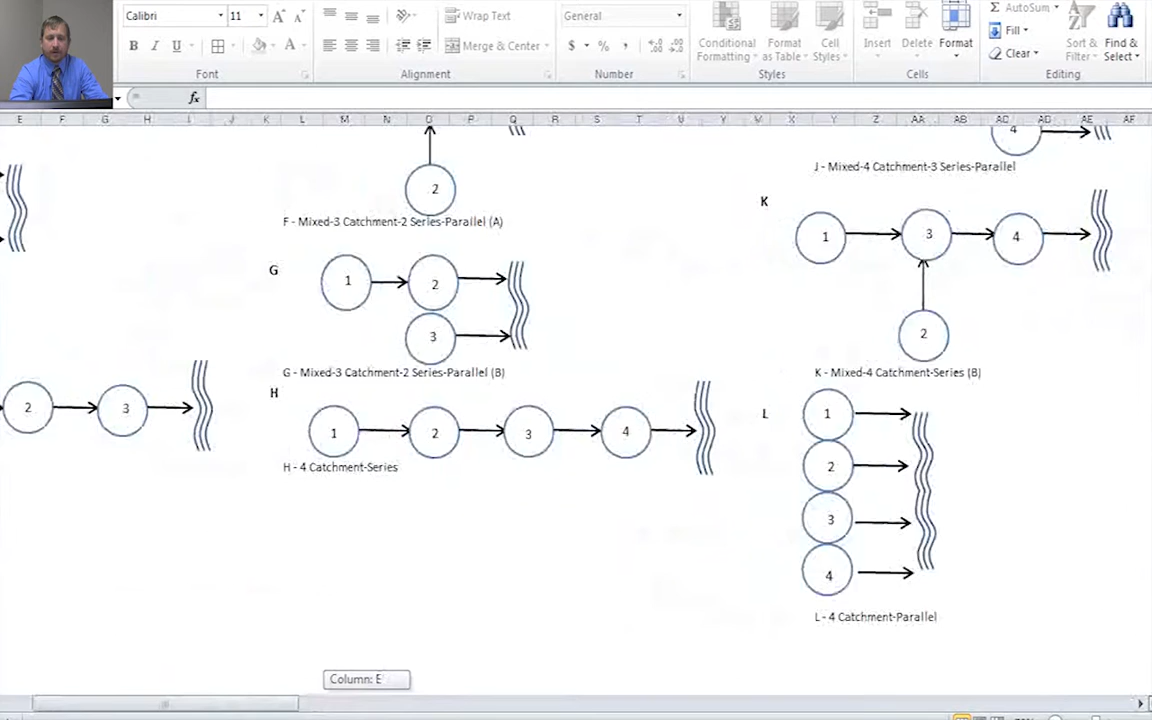 Calibri 11 A A Wrap Text General AutoSum
Fill
B I U A Merge & Center $ % , Conditional Formatting Format as Table Cell Styles Insert Delete Format Clear Sort & Filter Find & Select
Font Alignment Number Styles Cells Editing
fx
E F G H I J K L M N O P Q R S T U V W X Y Z AA AB AC AD AE AF
4
J - Mixed-4 Catchment-3 Series-Parallel
2
F - Mixed-3 Catchment-2 Series-Parallel (A)
K
1 3 4
2
K - Mixed-4 Catchment-Series (B)
G
1 2
3
G - Mixed-3 Catchment-2 Series-Parallel (B)
H
2 3
1 2 3 4
H - 4 Catchment-Series
L
1
2
3
4
L - 4 Catchment-Parallel
Column: E